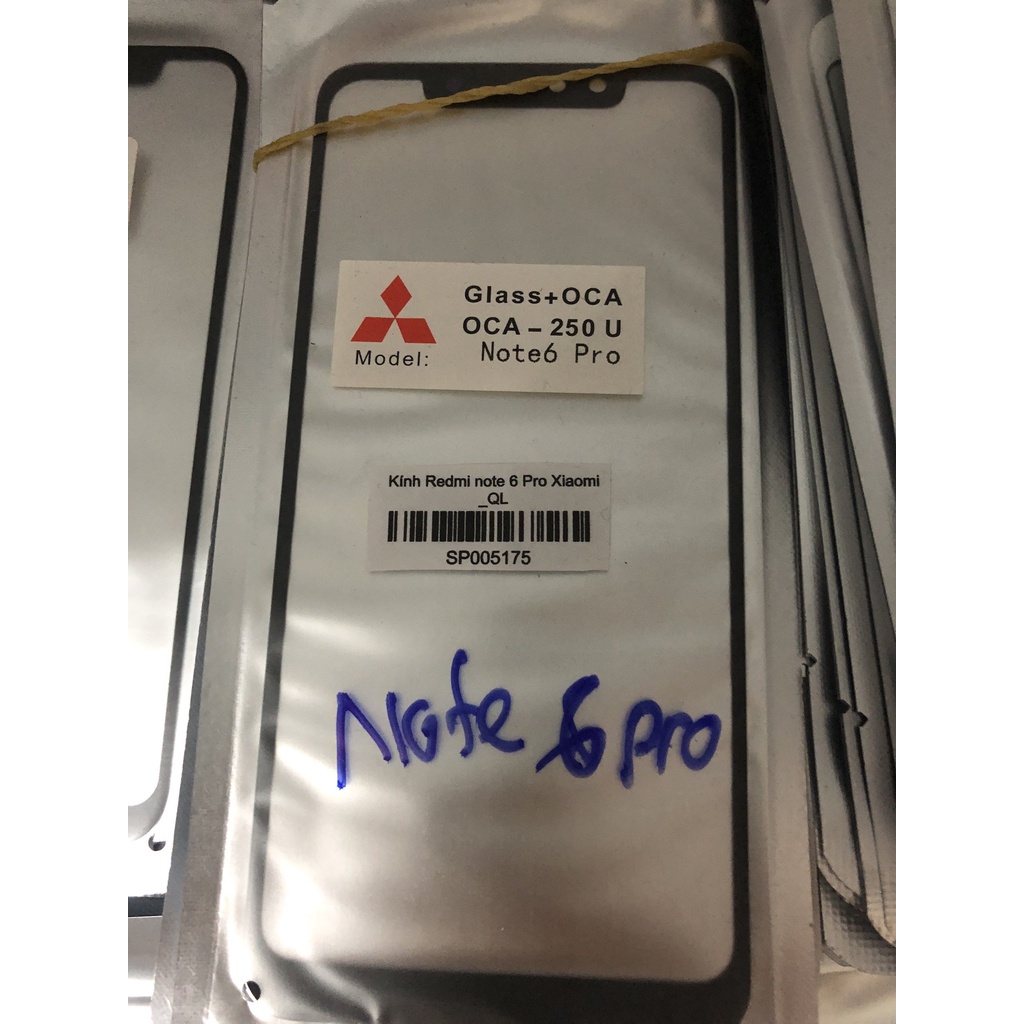 Glass+OCA
OCA – 250 U
Model: Note6 Pro
Kính Redmi note 6 Pro Xiaomi
_QL
SP005175
Note 6 pro